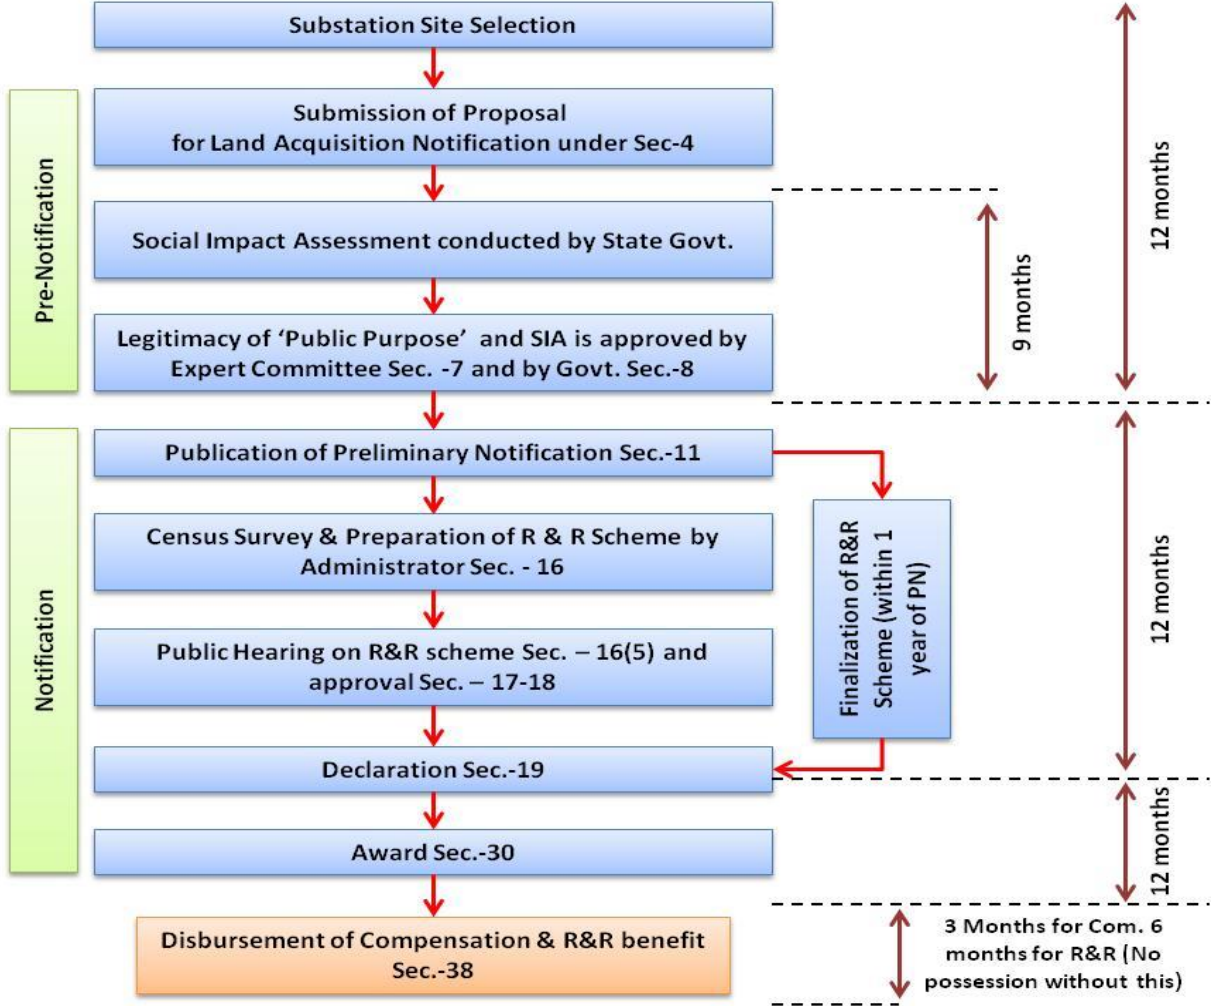 Substation Site Selection
Pre-Notification
Submission of Proposal
for Land Acquisition Notification under Sec-4
Social Impact Assessment conducted by State Govt.
Legitimacy of ‘Public Purpose’ and SIA is approved by
Expert Committee Sec. -7 and by Govt. Sec.-8
9 months
12 months
Notification
Publication of Preliminary Notification Sec.-11
Census Survey & Preparation of R & R Scheme by
Administrator Sec. - 16
Public Hearing on R&R scheme Sec. – 16(5) and
approval Sec. – 17-18
Finalization of R&R
Scheme (within 1
year of PN)
12 months
Declaration Sec.-19
Award Sec.-30
12 months
Disbursement of Compensation & R&R benefit
Sec.-38
3 Months for Com. 6
months for R&R (No
possession without this)